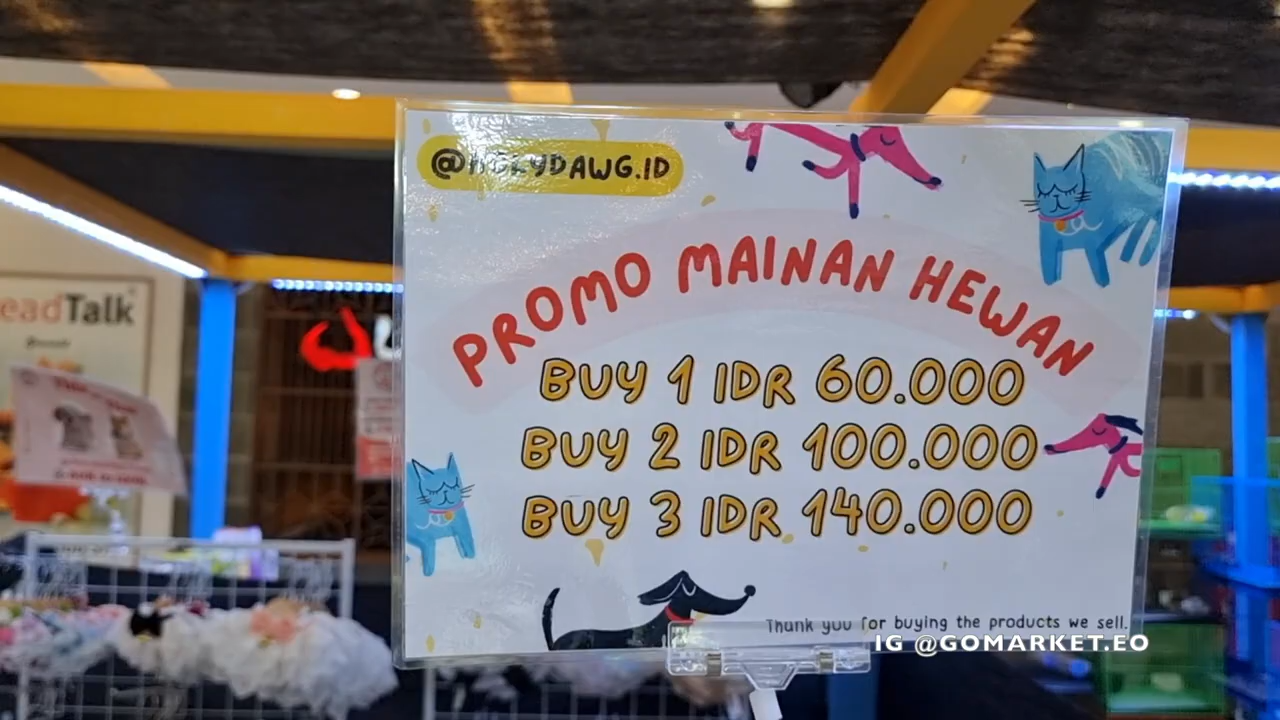 PROMO MAINAN HEWAN
BUY 1 IDR 60.000
BUY 2 IDR 100.000
BUY 3 IDR 140.000
Thank you for buying the products we sell.
IG @GOMARKET.EO
eadTalk